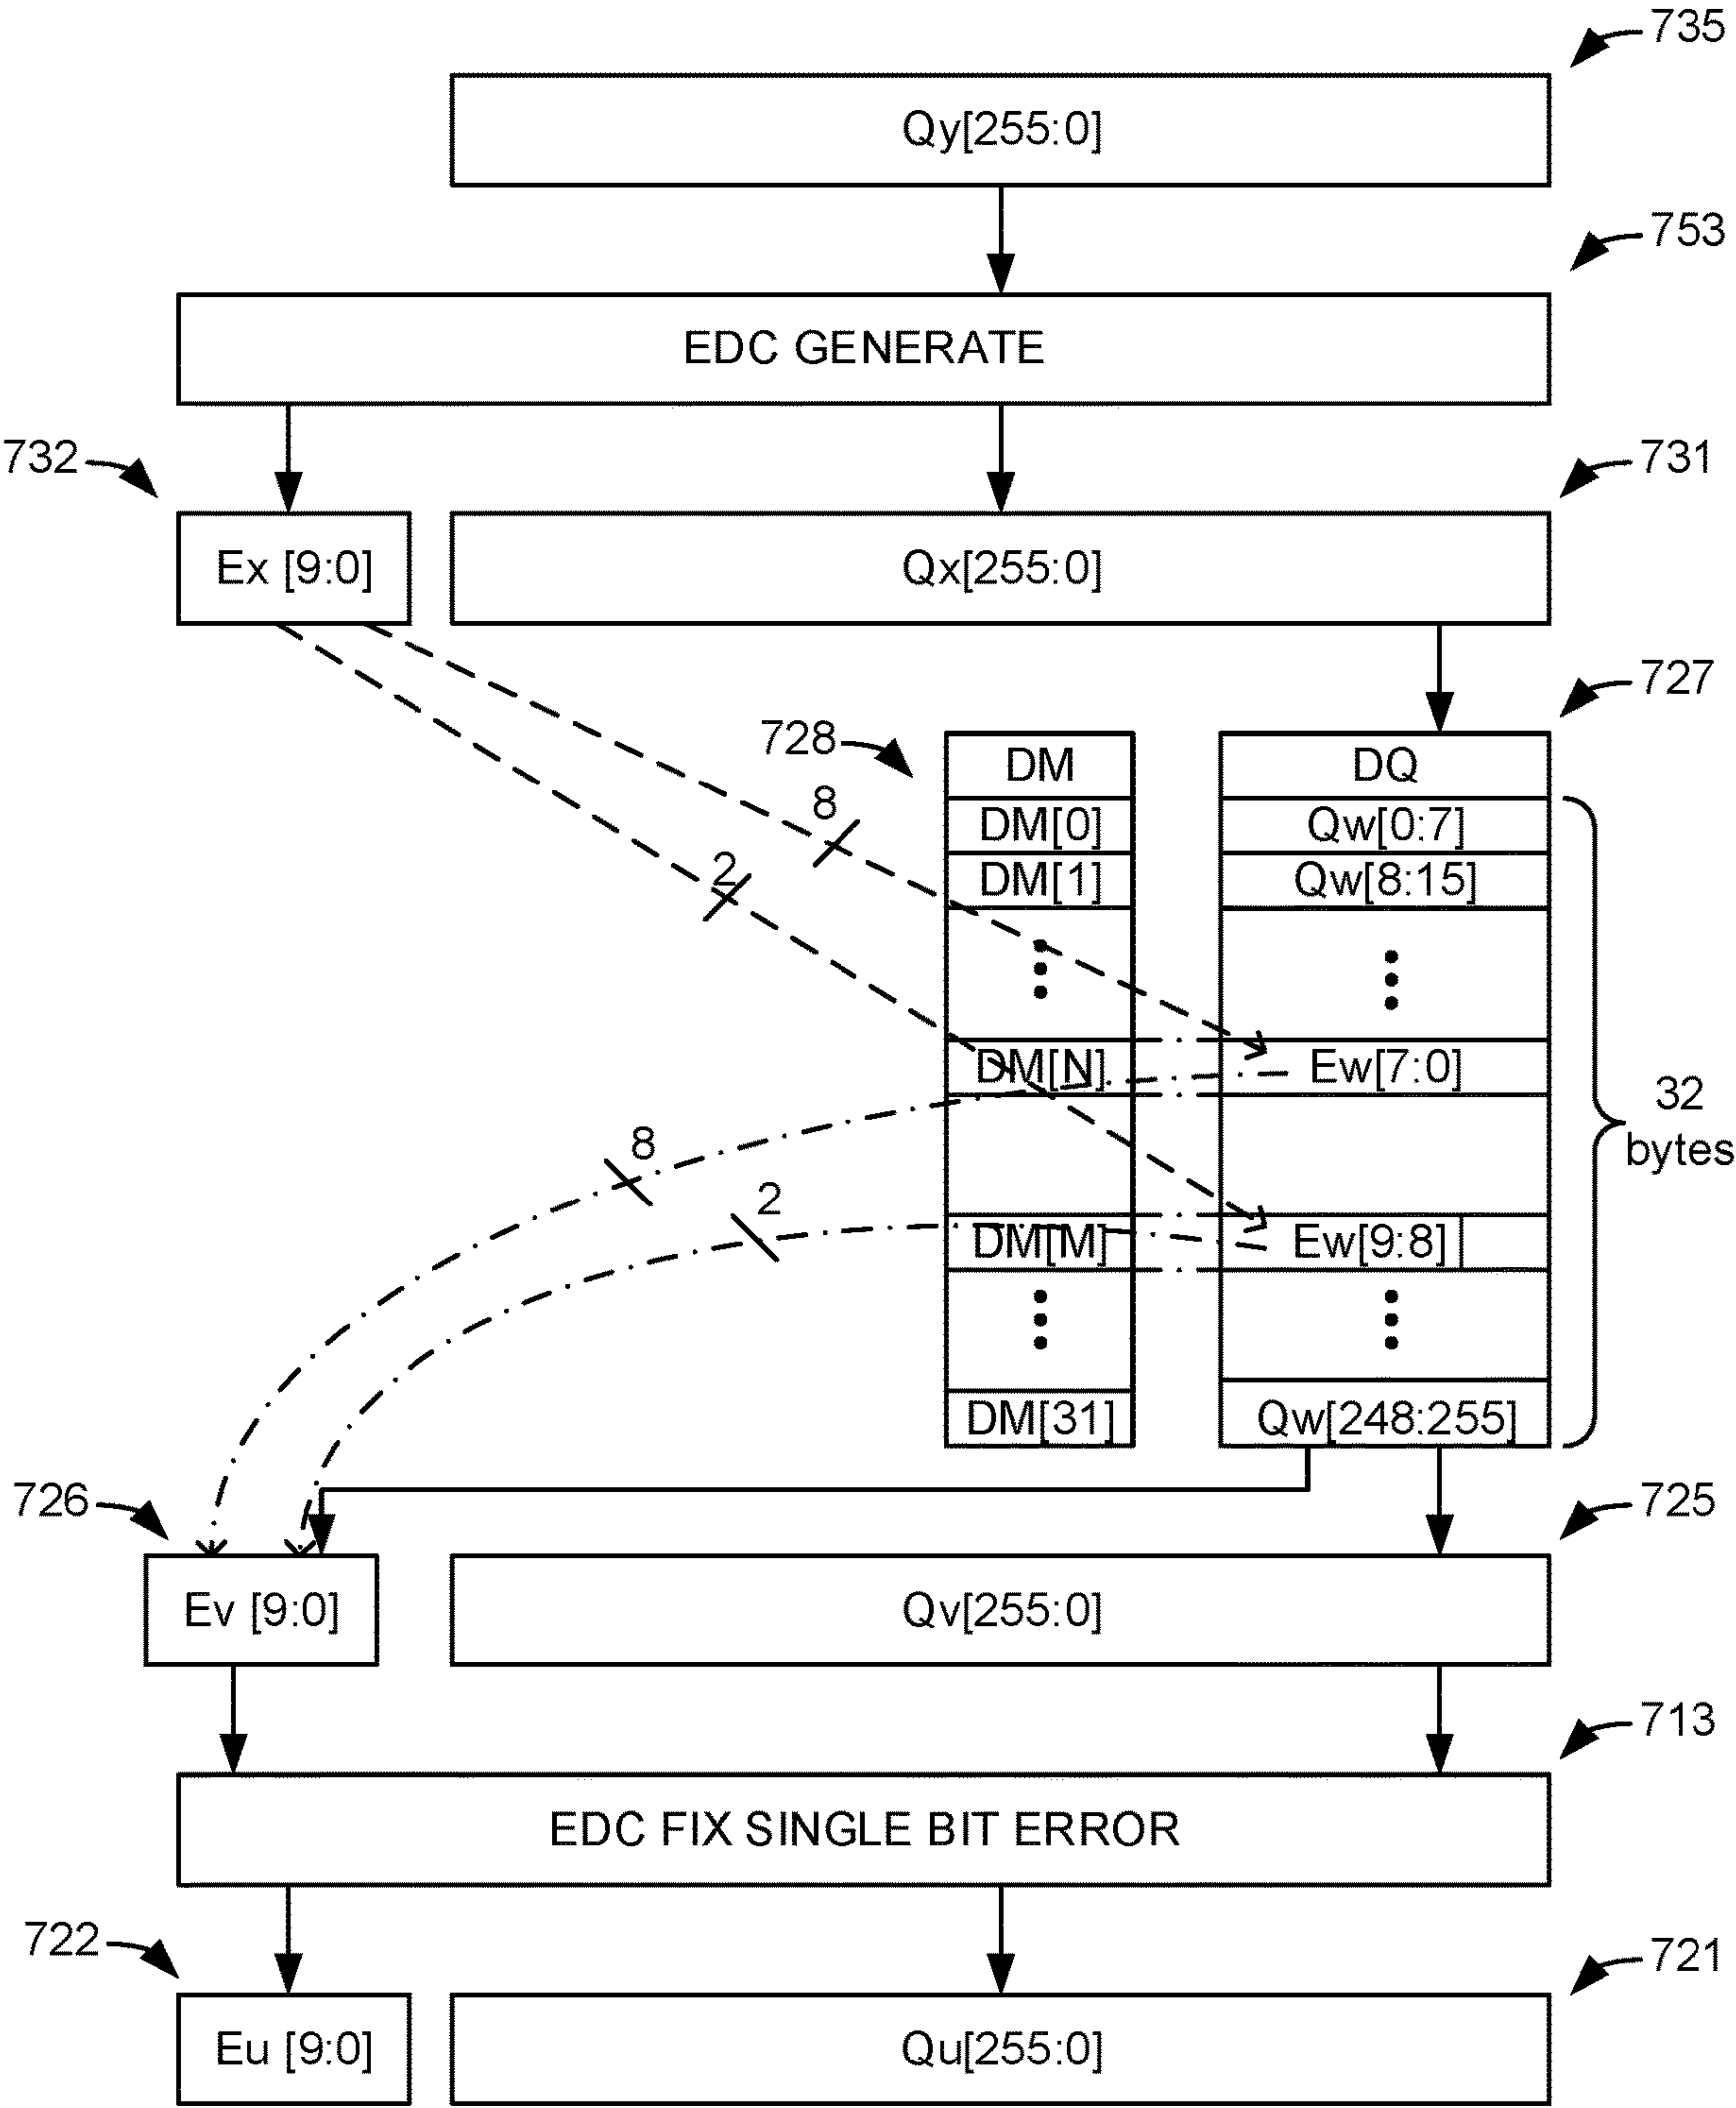 735
Qy[255:0]
753
EDC GENERATE
732
731
Ex [9:0]
Qx[255:0]
727
728
DM
DQ
8
DM[0]
Qw[0:7]
2
DM[1]
Qw[8:15]
DM[N]
Ew[7:0]
32
bytes
8
2
DM[M]
Ew[9:8]
DM[31]
Qw[248:255]
726
725
Ev [9:0]
Qv[255:0]
713
EDC FIX SINGLE BIT ERROR
722
721
Eu [9:0]
Qu[255:0]